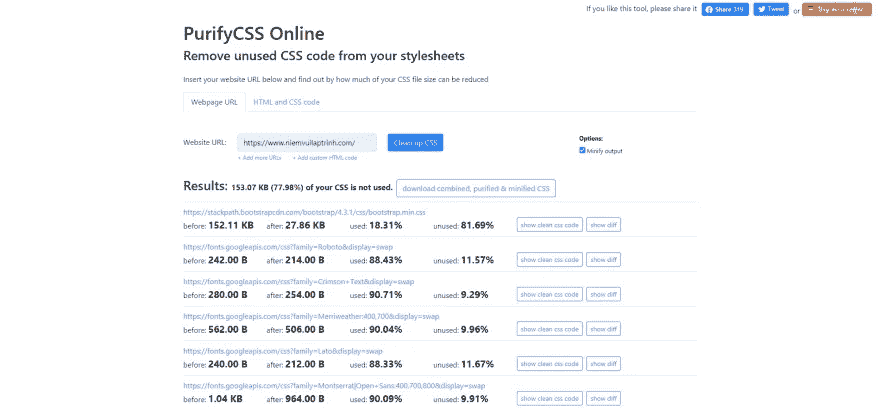 If you like this tool, please share it Share 319 Tweet or Buy me a coffee
PurifyCSS Online
Remove unused CSS code from your stylesheets
Insert your website URL below and find out by how much of your CSS file size can be reduced
Webpage URL HTML and CSS code
Website URL: https://www.niemvuilaptrinh.com/ Clean up CSS Options:
+ Add more URLs + Add custom HTML code Minify output
Results: 153.07 KB (77.98%) of your CSS is not used. download combined, purified & minified CSS
https://stackpath.bootstrapcdn.com/bootstrap/4.3.1/css/bootstrap.min.css
before: 152.11 KB after: 27.86 KB used: 18.31% unused: 81.69% show clean css code show diff
https://fonts.googleapis.com/css?family=Roboto&display=swap
before: 242.00 B after: 214.00 B used: 88.43% unused: 11.57% show clean css code show diff
https://fonts.googleapis.com/css?family=Crimson+Text&display=swap
before: 280.00 B after: 254.00 B used: 90.71% unused: 9.29% show clean css code show diff
https://fonts.googleapis.com/css?family=Merriweather:400,700&display=swap
before: 562.00 B after: 506.00 B used: 90.04% unused: 9.96% show clean css code show diff
https://fonts.googleapis.com/css?family=Lato&display=swap
before: 240.00 B after: 212.00 B used: 88.33% unused: 11.67% show clean css code show diff
https://fonts.googleapis.com/css?family=Montserrat|Open+Sans:400,700,800&display=swap
before: 1.04 KB after: 964.00 B used: 90.09% unused: 9.91% show clean css code show diff